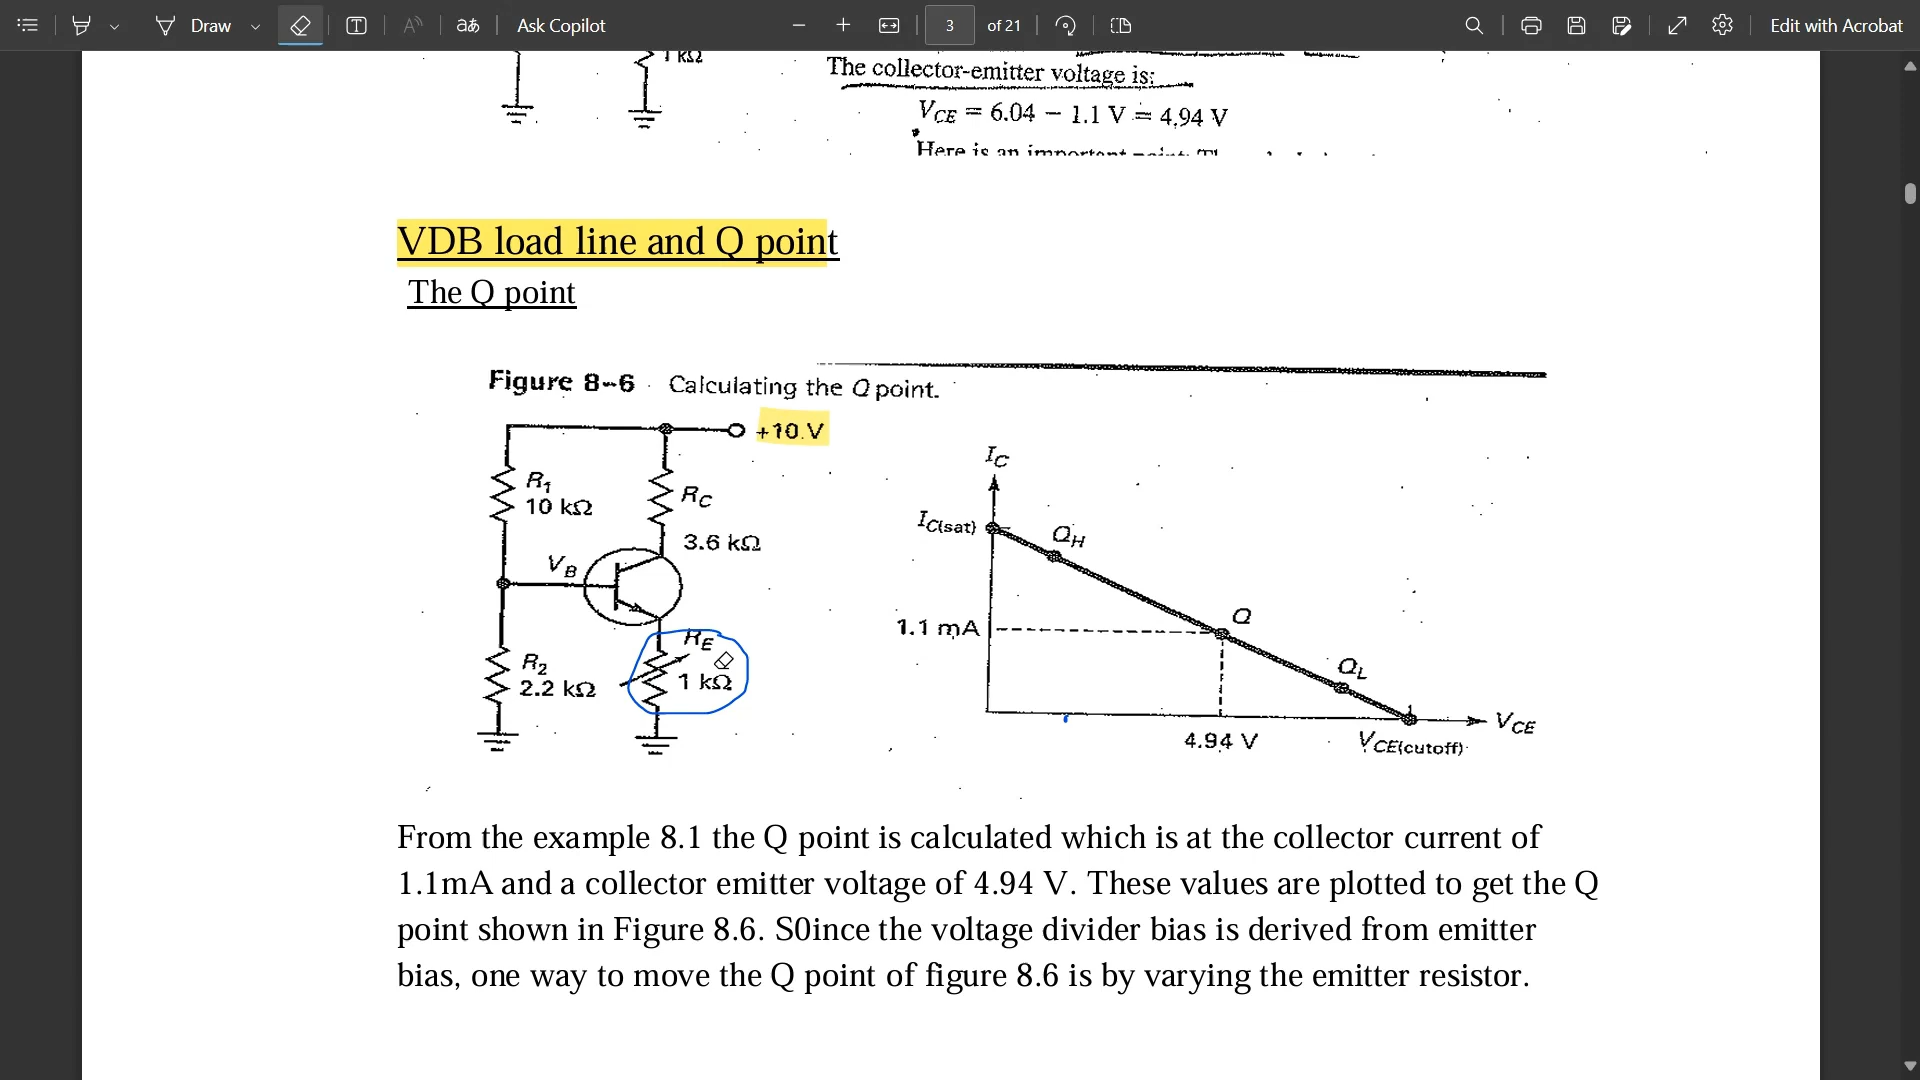 Draw
Ask Copilot
3 of 21
Edit with Acrobat
1 kΩ
The collector-emitter voltage is:
VCE = 6.04 − 1.1 V = 4.94 V
Here is an important point:
VDB load line and Q point
The Q point
Figure 8-6 Calculating the Q point.
+10 V
R1
10 kΩ
RC
3.6 kΩ
VB
RE
1 kΩ
R2
2.2 kΩ
IC
IC(sat)
QH
Q
1.1 mA
QL
VCE
4.94 V
VCE(cutoff)
From the example 8.1 the Q point is calculated which is at the collector current of
1.1mA and a collector emitter voltage of 4.94 V. These values are plotted to get the Q
point shown in Figure 8.6. S0ince the voltage divider bias is derived from emitter
bias, one way to move the Q point of figure 8.6 is by varying the emitter resistor.